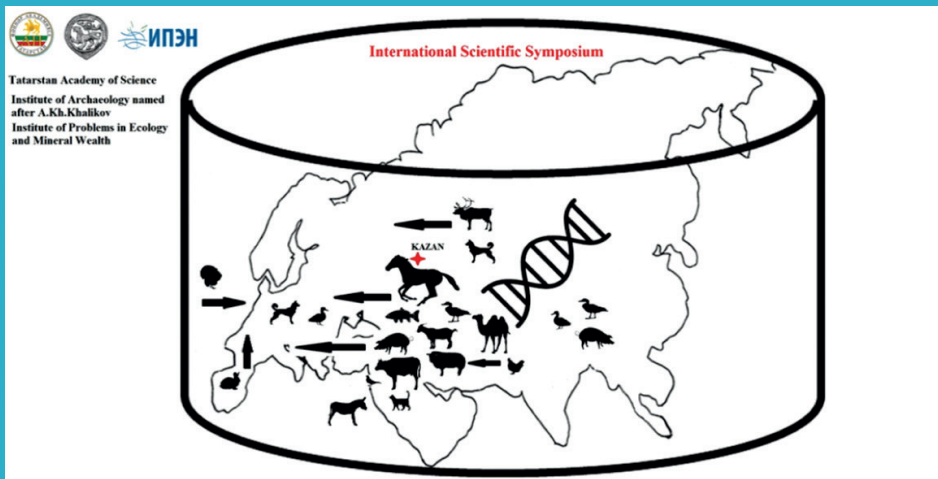 ИПЭН
International Scientific Symposium
Tatarstan Academy of Science
Institute of Archaeology named
after A.Kh.Khalikov
Institute of Problems in Ecology
and Mineral Wealth
KAZAN